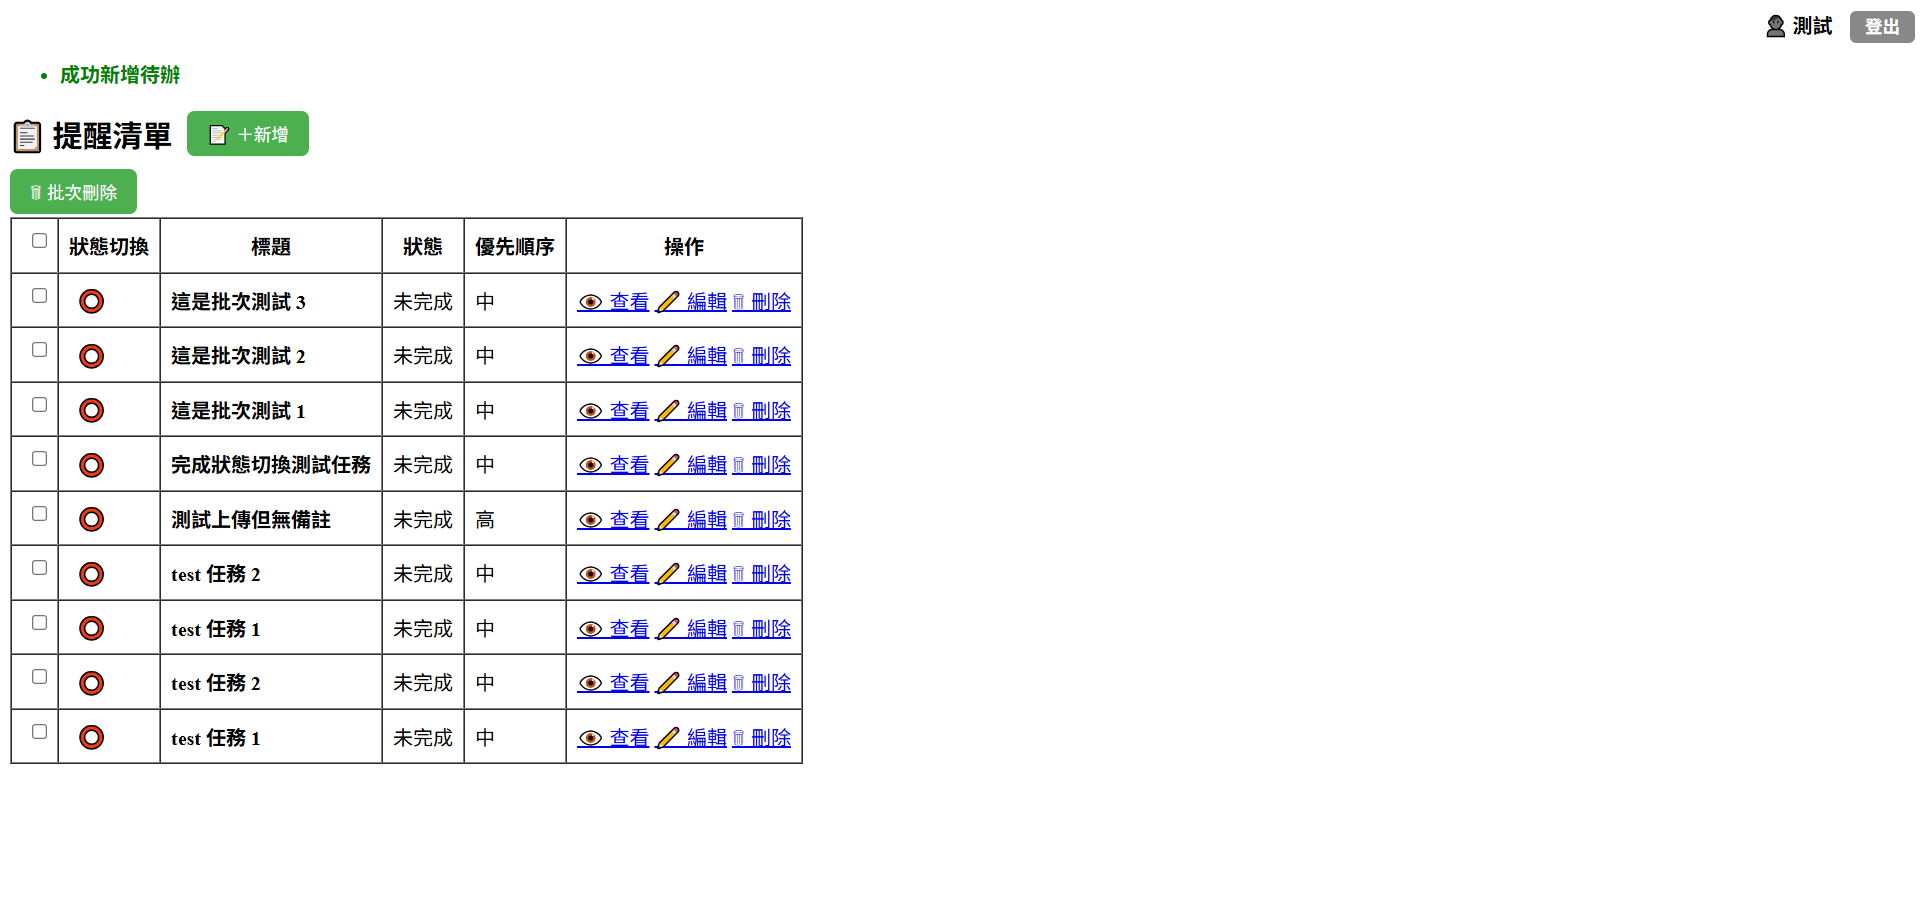 測試 登出
成功新增待辦
提醒清單 +新增
批次刪除
狀態切換 標題 狀態 優先順序 操作
這是批次測試 3 未完成 中 查看 編輯 刪除
這是批次測試 2 未完成 中 查看 編輯 刪除
這是批次測試 1 未完成 中 查看 編輯 刪除
完成狀態切換測試任務 未完成 中 查看 編輯 刪除
測試上傳但無備註 未完成 高 查看 編輯 刪除
test 任務 2 未完成 中 查看 編輯 刪除
test 任務 1 未完成 中 查看 編輯 刪除
test 任務 2 未完成 中 查看 編輯 刪除
test 任務 1 未完成 中 查看 編輯 刪除